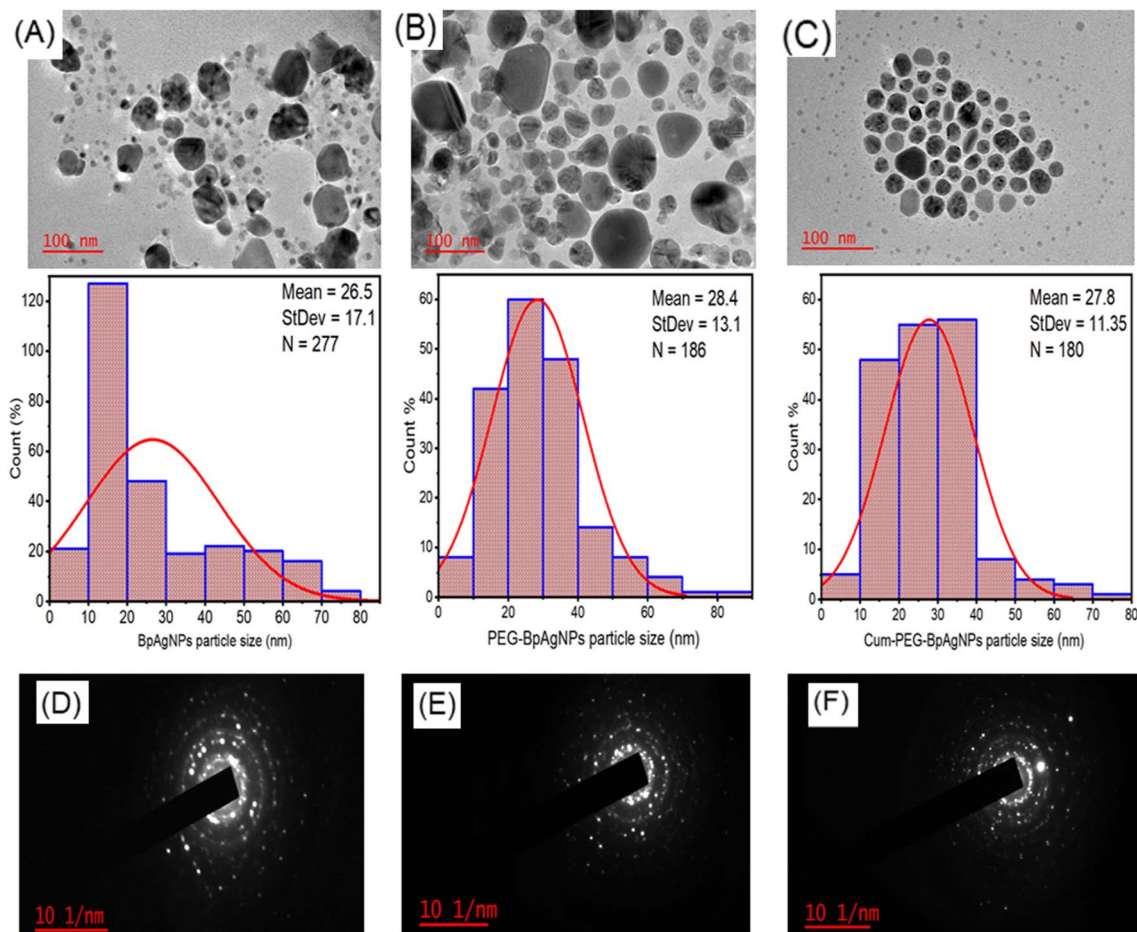 (A)
100 nm
(B)
100 nm
(C)
100 nm
Mean = 26.5
StDev = 17.1
N = 277
Count (%)
120
100
80
60
40
20
0
0 10 20 30 40 50 60 70 80
BpAgNPs particle size (nm)
Mean = 28.4
StDev = 13.1
N = 186
Count %
60
50
40
30
20
10
0
0 20 40 60 80
PEG-BpAgNPs particle size (nm)
Mean = 27.8
StDev = 11.35
N = 180
Count %
60
50
40
30
20
10
0
0 10 20 30 40 50 60 70 80
Cum-PEG-BpAgNPs particle size (nm)
(D)
10 1/nm
(E)
10 1/nm
(F)
10 1/nm